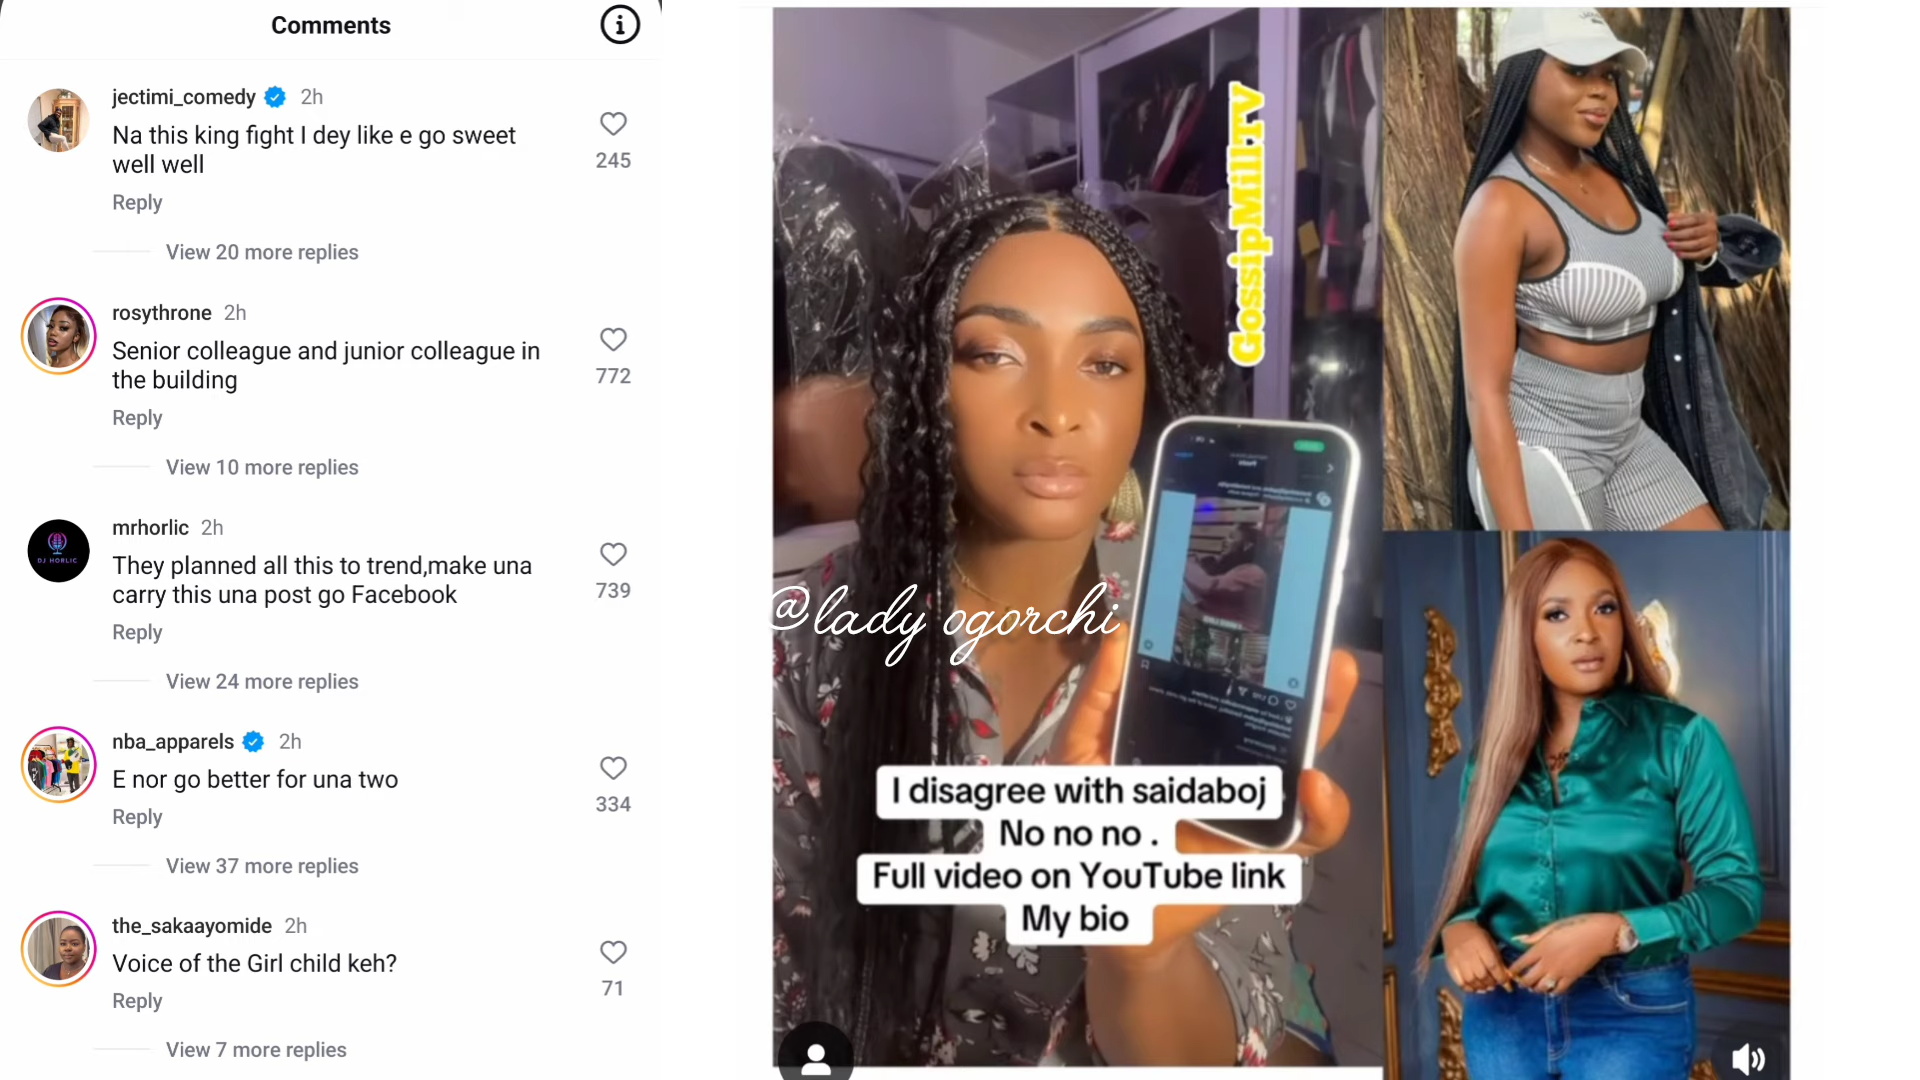 Comments
jectimi_comedy 2h
Na this king fight I dey like e go sweet
well well
245
Reply
View 20 more replies
rosythrone 2h
Senior colleague and junior colleague in
the building
772
Reply
View 10 more replies
DJ HORLIC
mrhorlic 2h
They planned all this to trend,make una
carry this una post go Facebook
739
Reply
View 24 more replies
nba_apparels 2h
E nor go better for una two
334
Reply
View 37 more replies
the_sakaayomide 2h
Voice of the Girl child keh?
71
Reply
View 7 more replies
GossipMillTV
@lady ogorchi
I disagree with saidaboj
No no no .
Full video on YouTube link
My bio